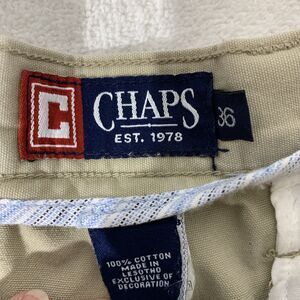 C
CHAPS
EST. 1978
36
100% COTTON
MADE IN
LESOTHO
EXCLUSIVE OF
DECORATION